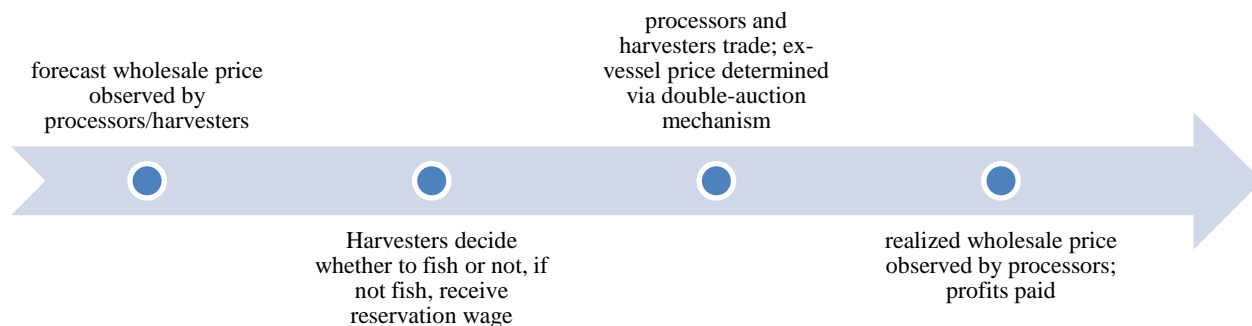 forecast wholesale price
observed by
processors/harvesters
Harvesters decide
whether to fish or not, if
not fish, receive
reservation wage
processors and
harvesters trade; ex-
vessel price determined
via double-auction
mechanism
realized wholesale price
observed by processors;
profits paid